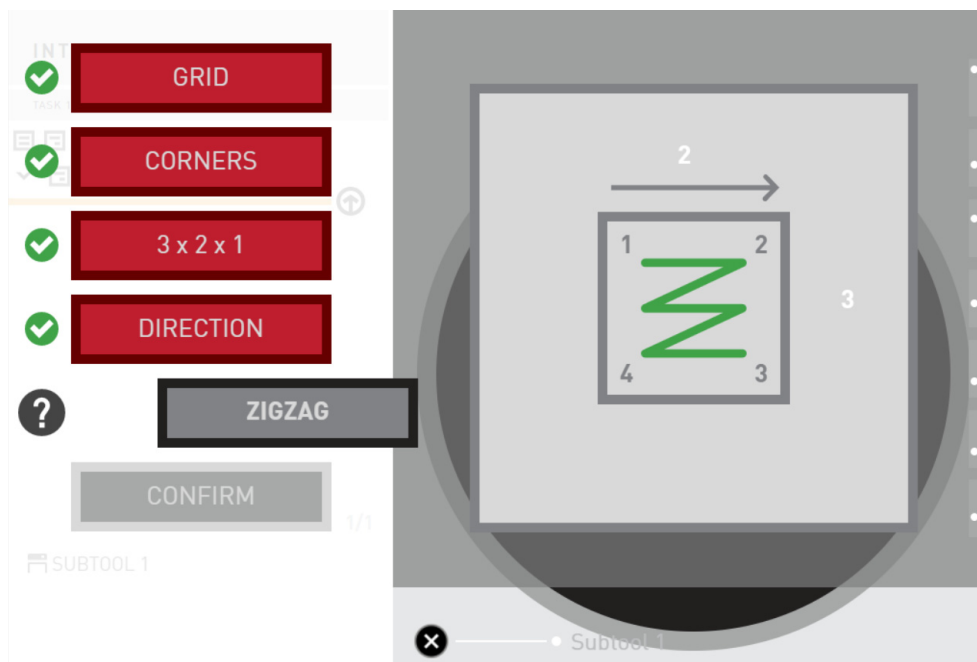 INT
GRID
TASK 1
CORNERS
3 x 2 x 1
DIRECTION
ZIGZAG
CONFIRM
1/1
SUBTOOL 1
2
1 2
3
4 3
Subtool 1